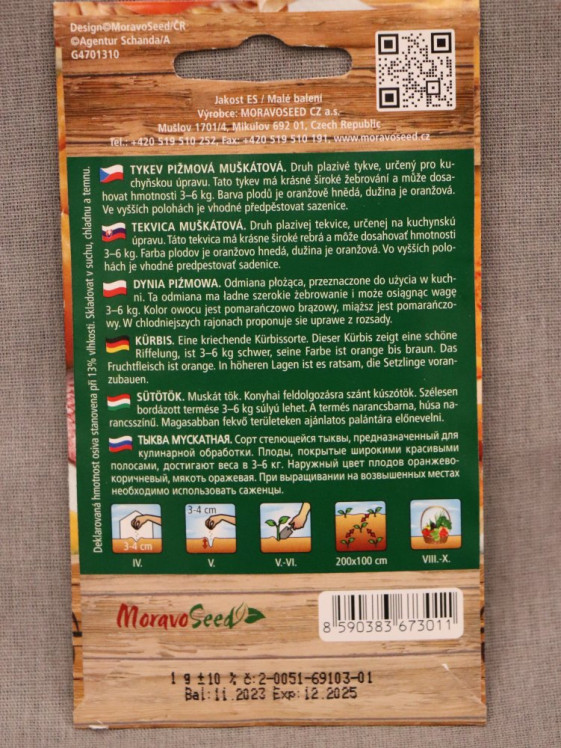 Design©MoravoSeed/ČR
©Agentur Schanda/A
G4701310
Jakost ES / Malé balení
Výrobce: MORAVOSEED CZ a.s.
Mušlov 1701/4, Mikulov 692 01, Czech Republic
Tel.: +420 519 510 252, Fax: +420 519 510 191, www.moravoseed.cz
Deklarovaná hmotnost osiva stanovena při 13% vlhkosti. Skladovat v suchu, chladnu a temnu.
TYKEV PIŽMOVÁ MUŠKÁTOVÁ. Druh plazivé tykve, určený pro ku-
chyňskou úpravu. Tato tykev má krásné široké žebrování a může dosa-
hovat hmotnosti 3–6 kg. Barva plodů je oranžově hnědá, dužina je oranžová.
Ve vyšších polohách je vhodné předpěstovat sazenice.
TEKVICA MUŠKÁTOVÁ. Druh plazivej tekvice, určenej na kuchynskú
úpravu. Táto tekvica má krásne široké rebrá a môže dosahovať hmotnosti
3–6 kg. Farba plodov je oranžovo hnedá, dužina je oranžová. Vo vyšších polo-
hách je vhodné predpestovať sadenice.
DYNIA PIŻMOWA. Odmiana płożąca, przeznaczone do użycia w kuch-
ni. Ta odmiana ma ładne szerokie żebrowanie i może osiągnąc wagę
3–6 kg. Kolor owocu jest pomarańczowo brązowy, miąższ jest pomarańczo-
wy. W chłodniejszych rajonach proponuje sie uprawe z rozsady.
KÜRBIS. Eine kriechende Kürbissorte. Dieser Kürbis zeigt eine schöne
Riffelung, ist 3–6 kg schwer, seine Farbe ist orange bis braun. Das
Fruchtfleisch ist orange. In höheren Lagen ist es ratsam, die Setzlinge voran-
zubauen.
SÜTŐTÖK. Muskát tök. Konyhai feldolgozásra szánt kúszótök. Szélesen
bordázott termése 3–6 kg súlyú lehet. A termés narancsbarna, húsa na-
rancsszínű. Magasabban fekvő területeken ajánlatos palántára előnevelni.
ТЫКВА МУСКАТНАЯ. Сорт стелющейся тыквы, предназначенный для
кулинарной обработки. Плоды, покрытые широкими красивыми
полосами, достигают веса в 3–6 кг. Наружный цвет плодов оранжево-
коричневый, мякоть оражевая. При выращивании на возвышенных местах
необходимо использовать саженцы.
3-4 cm
3-4 cm
IV.
V.
V.-VI.
200x100 cm
VIII.-X.
MoravoSeed
8 590383 673011
1 g ±10 % č:2-0051-69103-01
Bal:11.2023 Exp:12.2025